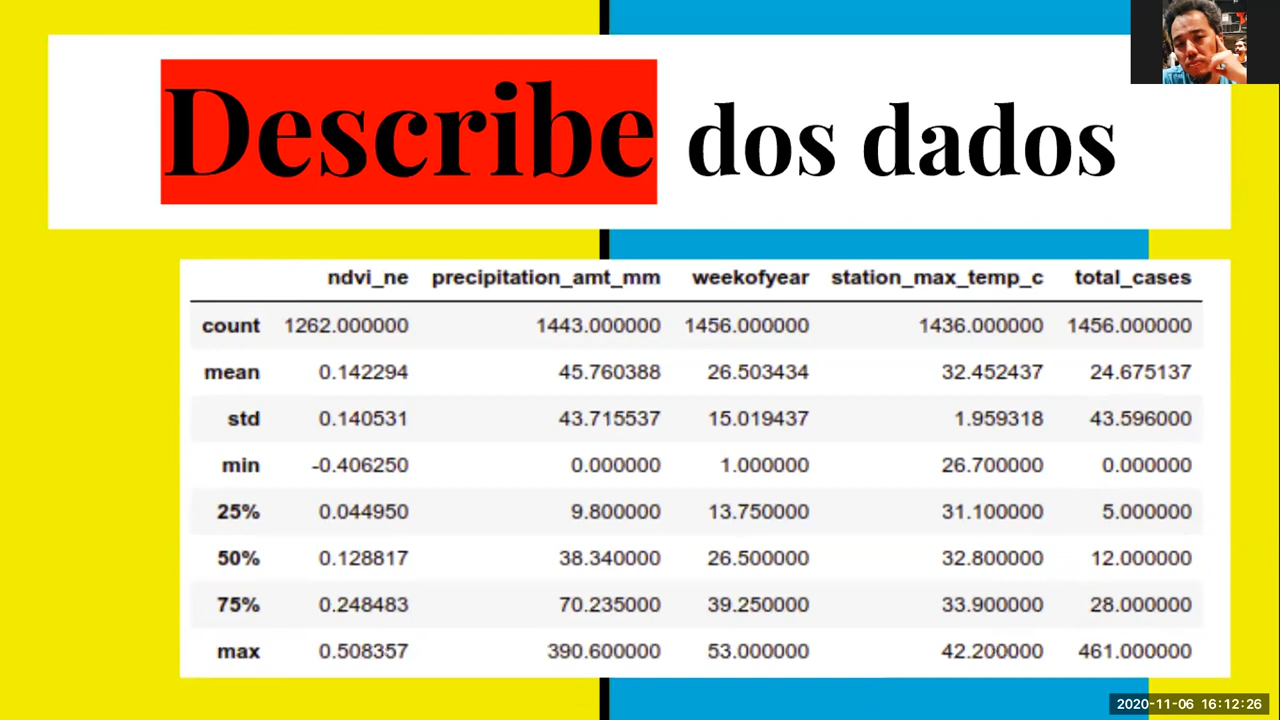 Describe dos dados
ndvi_ne precipitation_amt_mm weekofyear station_max_temp_c total_cases
count 1262.000000 1443.000000 1456.000000 1436.000000 1456.000000
mean 0.142294 45.760388 26.503434 32.452437 24.675137
std 0.140531 43.715537 15.019437 1.959318 43.596000
min -0.406250 0.000000 1.000000 26.700000 0.000000
25% 0.044950 9.800000 13.750000 31.100000 5.000000
50% 0.128817 38.340000 26.500000 32.800000 12.000000
75% 0.248483 70.235000 39.250000 33.900000 28.000000
max 0.508357 390.600000 53.000000 42.200000 461.000000
2020-11-06 16:12:26